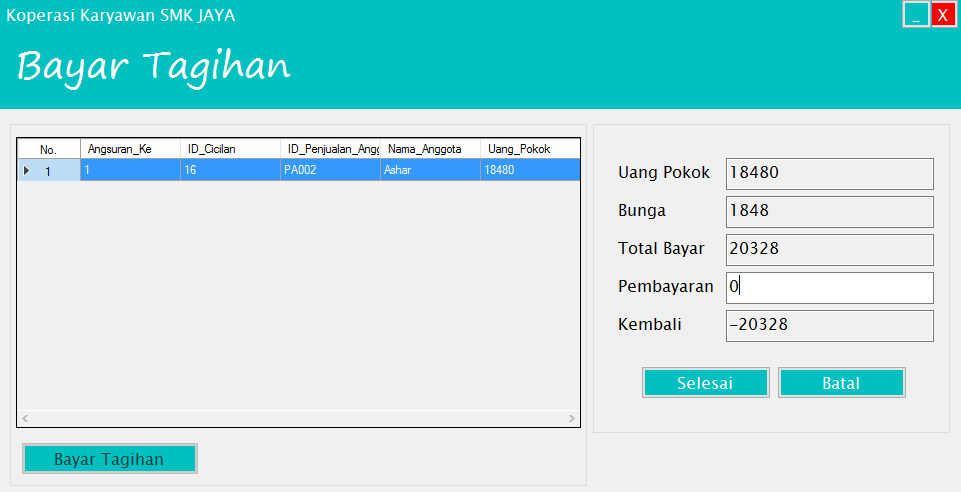 Koperasi Karyawan SMK JAYA
_ X
Bayar Tagihan
No. Angsuran_Ke ID_Cicilan ID_Penjualan_Angg Nama_Anggota Uang_Pokok
1 1 16 PA002 Ashar 18480
Uang Pokok 18480
Bunga 1848
Total Bayar 20328
Pembayaran 0
Kembali -20328
Selesai Batal
Bayar Tagihan